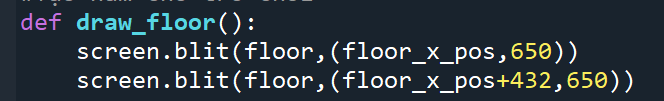 def draw_floor():
    screen.blit(floor,(floor_x_pos,650))
    screen.blit(floor,(floor_x_pos+432,650))